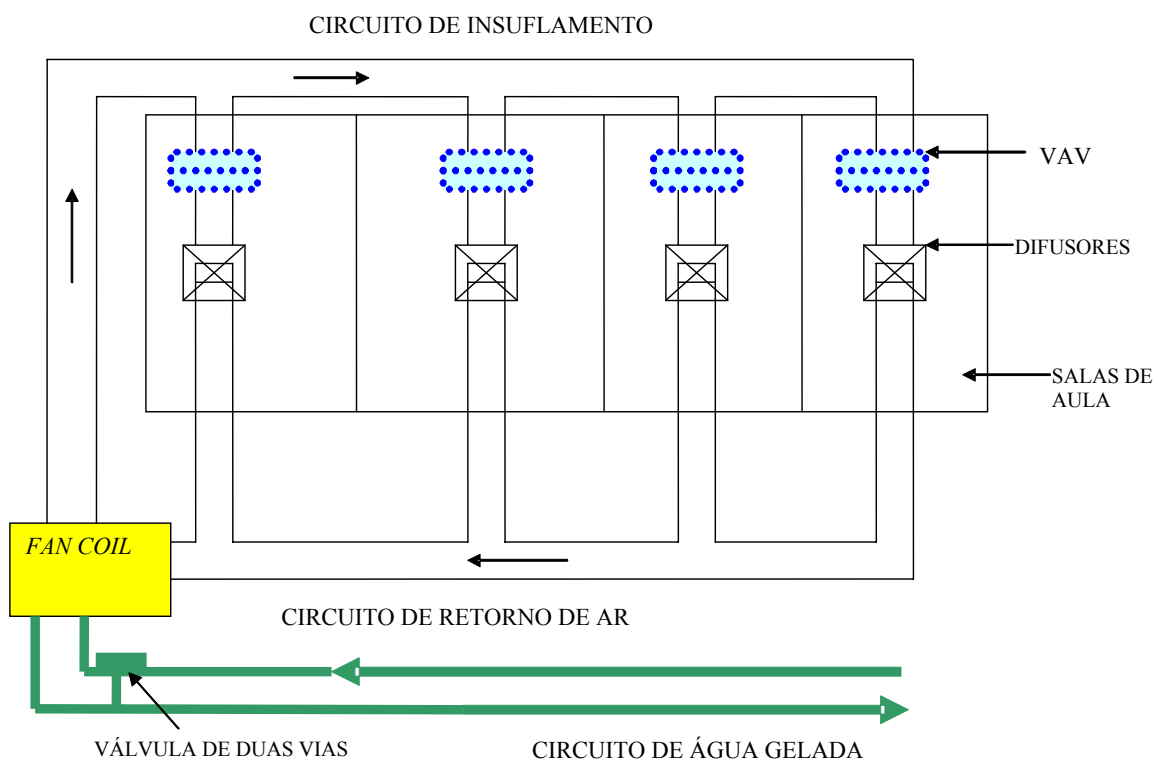 CIRCUITO DE INSUFLAMENTO
VAV
DIFUSORES
SALAS DE
AULA
FAN COIL
CIRCUITO DE RETORNO DE AR
VÁLVULA DE DUAS VIAS
CIRCUITO DE ÁGUA GELADA